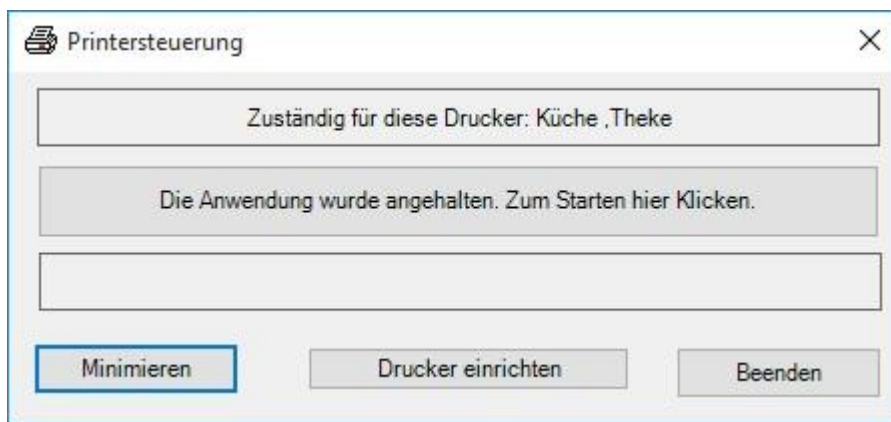 Printersteuerung
Zuständig für diese Drucker: Küche ,Theke
Die Anwendung wurde angehalten. Zum Starten hier Klicken.
Minimieren
Drucker einrichten
Beenden